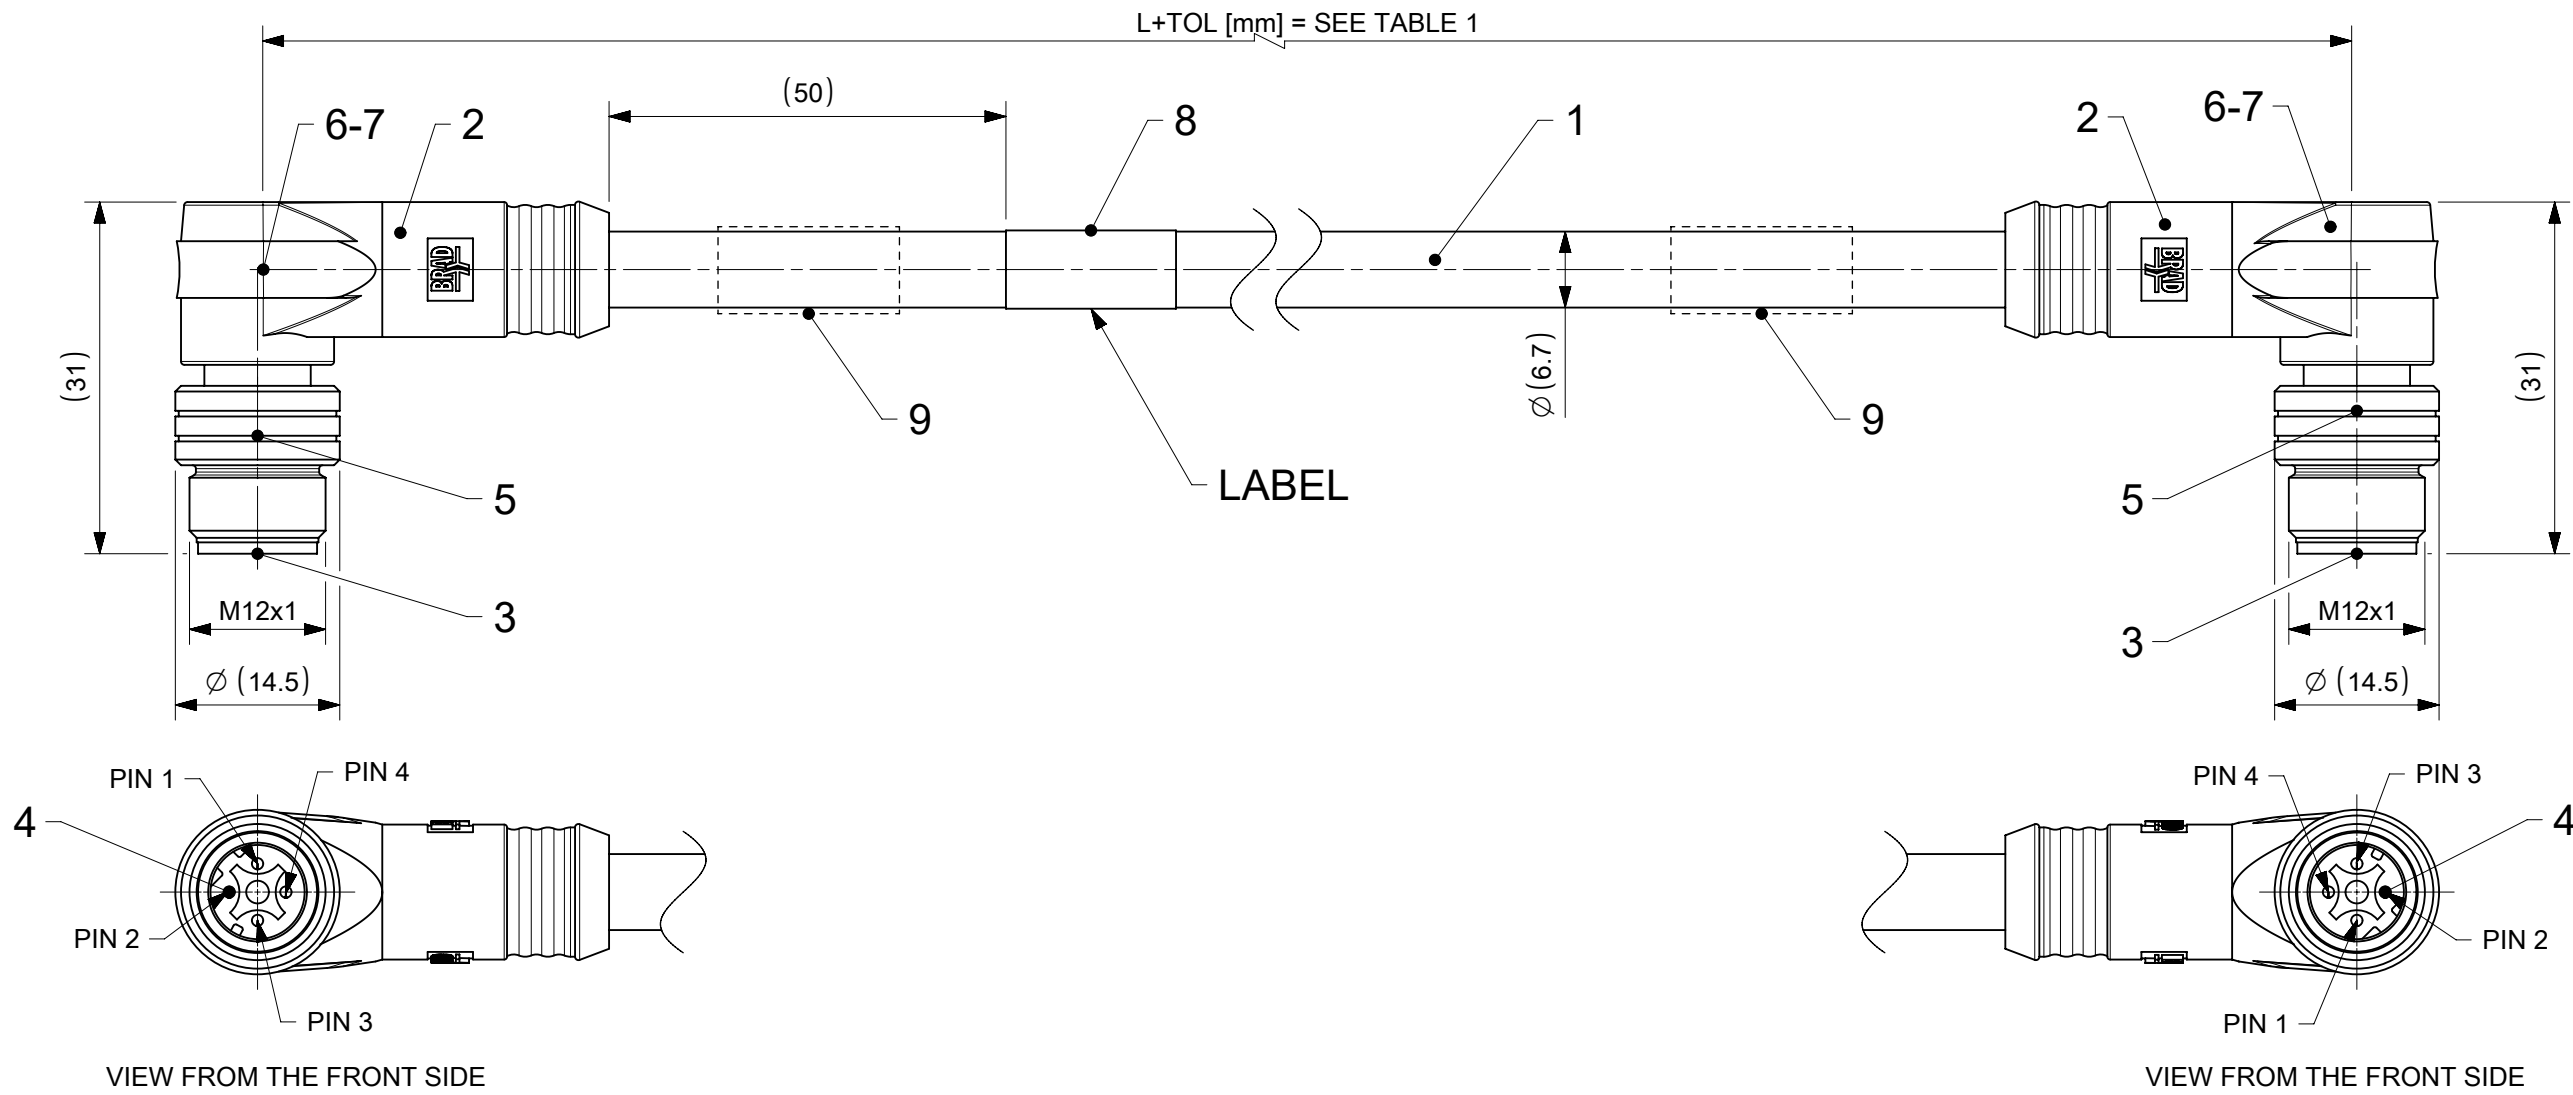 L+TOL [mm] = SEE TABLE 1
(50)
6-7
2
8
1
2
6-7
BRAD
BRAD
(31)
9
Ø(6.7)
9
(31)
LABEL
5
5
M12x1
3
M12x1
3
Ø (14.5)
Ø (14.5)
PIN 1
PIN 4
PIN 4
PIN 3
4
4
PIN 2
PIN 2
PIN 3
PIN 1
VIEW FROM THE FRONT SIDE
VIEW FROM THE FRONT SIDE